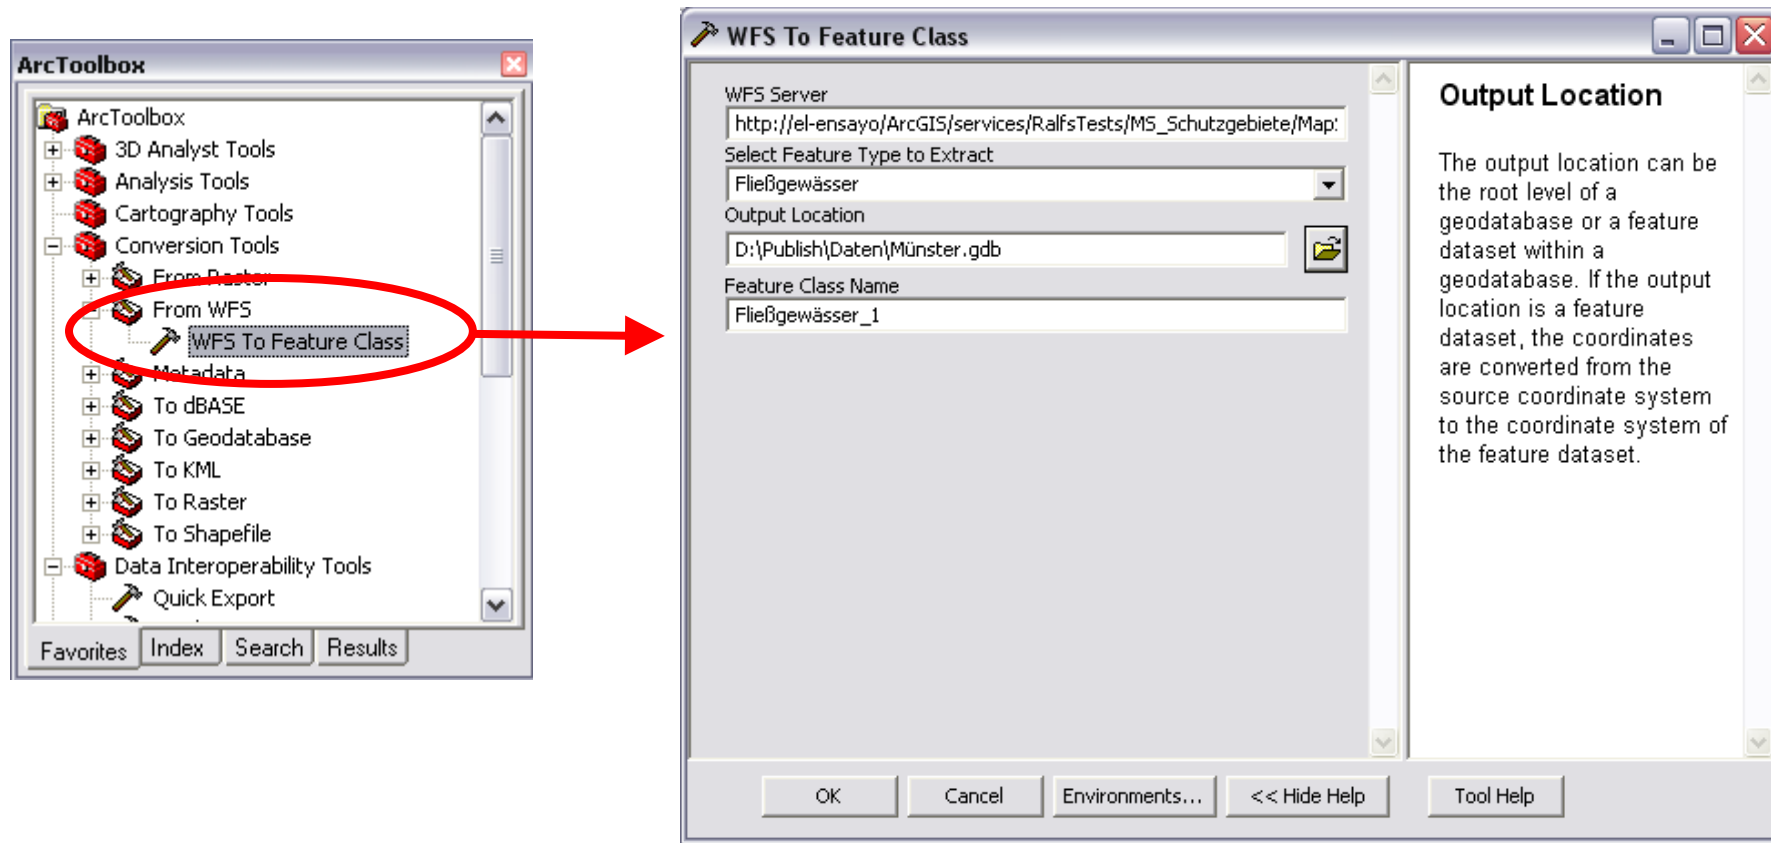 ArcToolbox
ArcToolbox
3D Analyst Tools
Analysis Tools
Cartography Tools
Conversion Tools
From Raster
From WFS
WFS To Feature Class
Metadata
To dBASE
To Geodatabase
To KML
To Raster
To Shapefile
Data Interoperability Tools
Quick Export
Favorites
Index
Search
Results
WFS To Feature Class
WFS Server
http://el-ensayo/ArcGIS/services/RalfsTests/MS_Schutzgebiete/Map
Select Feature Type to Extract
Fließgewässer
Output Location
D:\Publish\Daten\Münster.gdb
Feature Class Name
Fließgewässer_1
Output Location
The output location can be
the root level of a
geodatabase or a feature
dataset within a
geodatabase. If the output
location is a feature
dataset, the coordinates
are converted from the
source coordinate system
to the coordinate system of
the feature dataset.
OK
Cancel
Environments...
<< Hide Help
Tool Help